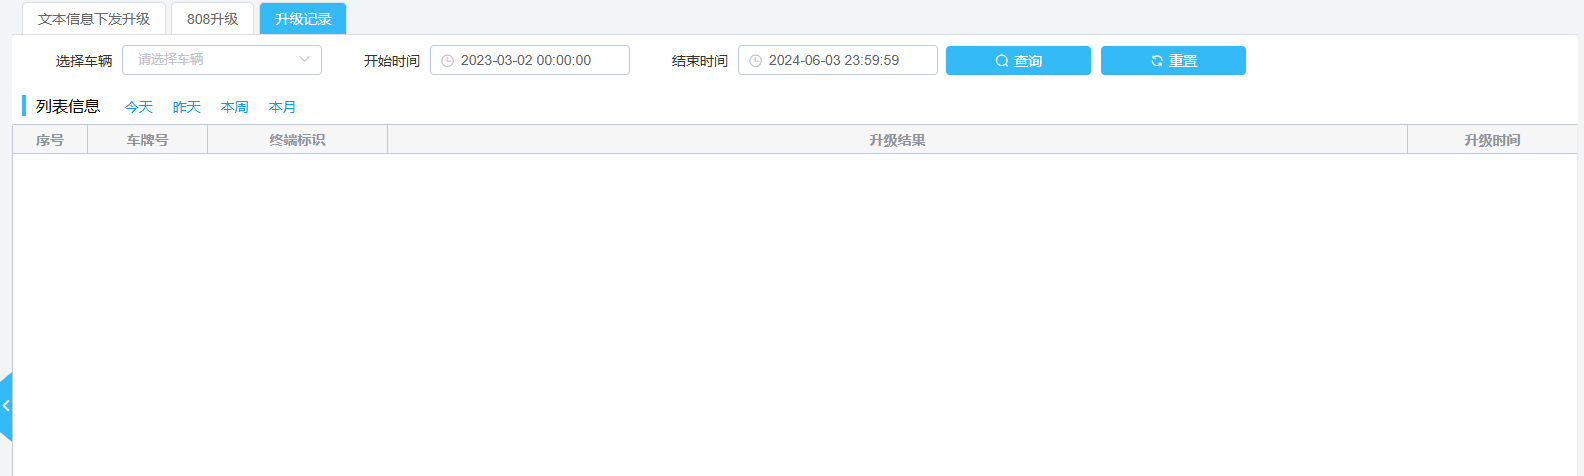 文本信息下发升级 808升级 升级记录
选择车辆 请选择车辆 开始时间 2023-03-02 00:00:00 结束时间 2024-06-03 23:59:59 查询 重置
列表信息 今天 昨天 本周 本月
序号 车牌号 终端标识 升级结果 升级时间